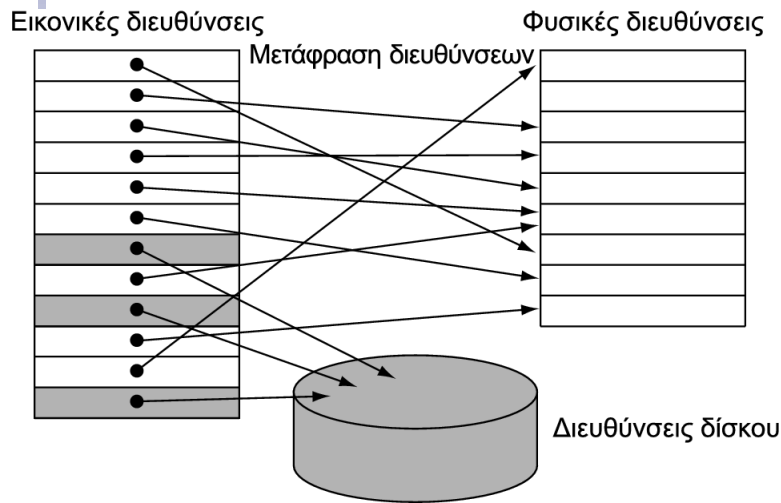 Εικονικές διευθύνσεις
Φυσικές διευθύνσεις
Μετάφραση διευθύνσεων
Διευθύνσεις δίσκου